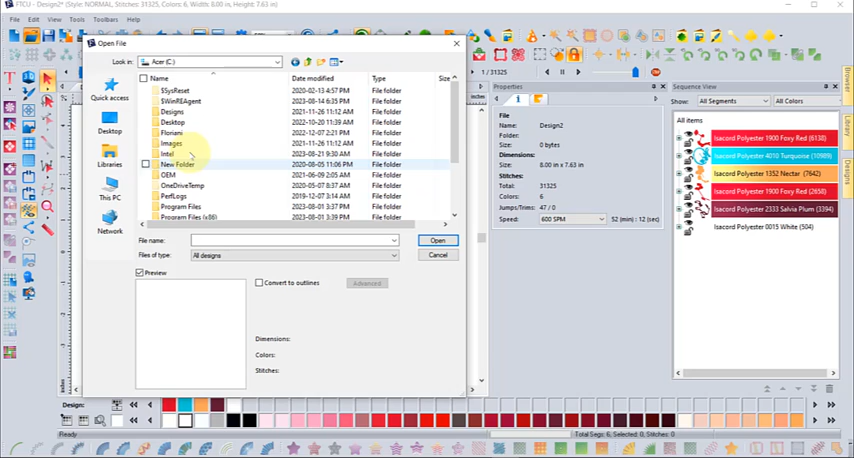 FTCU - Design2* (Style: NORMAL, Stitches: 31325, Colors: 6, Width: 8.00 in, Height: 7.63 in)
File Edit View Tools Toolbars Help
Open File
Look in: Acer (C:)
Name Date modified Type Size
$SysReset 2020-02-13 4:57 PM File folder
$WinREAgent 2023-08-14 6:35 PM File folder
Designs 2021-11-26 11:12 AM File folder
Desktop 2022-10-20 11:39 AM File folder
Floriani 2022-12-07 2:21 PM File folder
Images 2021-11-26 11:12 AM File folder
Intel 2023-08-21 9:30 AM File folder
New Folder 2020-08-05 11:06 PM File folder
OEM 2021-06-09 2:05 AM File folder
OneDriveTemp 2020-05-07 8:37 AM File folder
PerfLogs 2019-12-07 3:14 AM File folder
Program Files 2023-08-01 3:37 PM File folder
Program Files (x86) 2023-08-01 3:39 PM File folder
Quick access
Desktop
Libraries
This PC
Network
File name:
Open
Files of type: All designs
Cancel
Preview
Convert to outlines
Advanced
Dimensions:
Colors:
Stitches:
1 / 31325
inches
Properties
File
Name: Design2
Folder:
Size: 0 bytes
Dimensions:
Size: 8.00 in x 7.63 in
Stitches:
Total: 31325
Colors: 6
Jumps/Trims: 47 / 0
Speed: 600 SPM 52 (min) : 12 (sec)
Sequence View
Show: All Segments All Colors
All items
Isacord Polyester 1900 Foxy Red (6138)
Isacord Polyester 4010 Turquoise (10989)
Isacord Polyester 1352 Nectar (7642)
Isacord Polyester 1900 Foxy Red (2658)
Isacord Polyester 2333 Salvia Plum (3394)
Isacord Polyester 0015 White (504)
Browser
Library
Designs
Design:
Ready
Total Segs: 6, Selected: 0, Stitches: 0